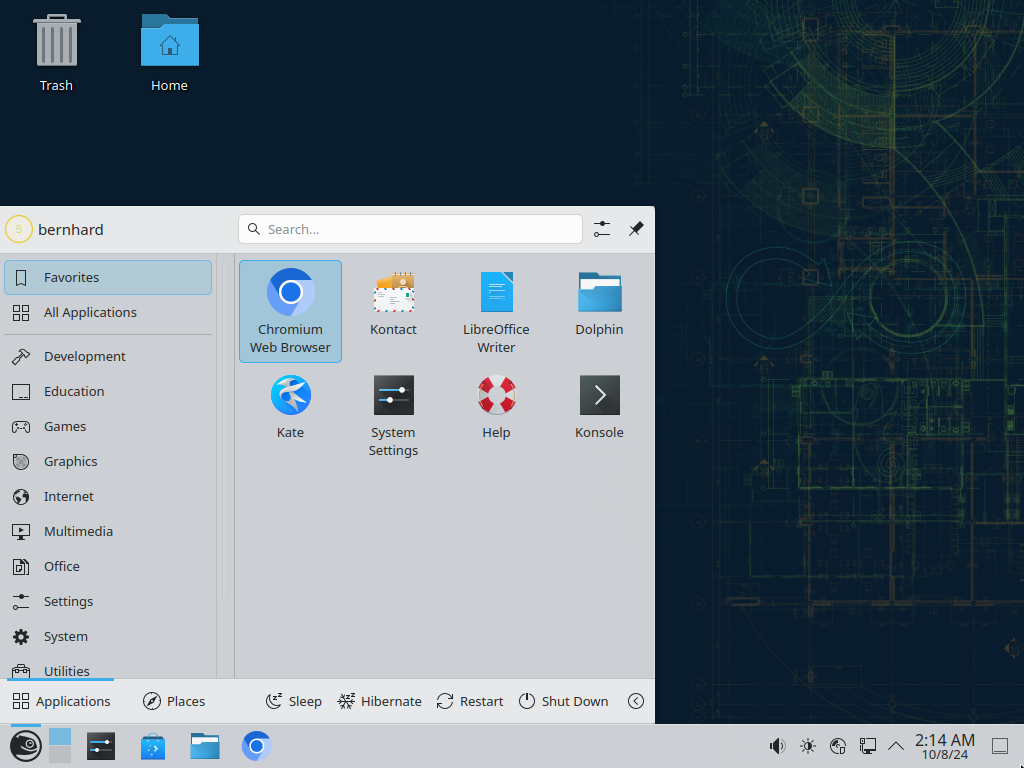 Trash
Home
B
bernhard
Search...
Favorites
All Applications
Development
Education
Games
Graphics
Internet
Multimedia
Office
Settings
System
Utilities
Chromium
Web Browser
Kontact
LibreOffice
Writer
Dolphin
Kate
System
Settings
Help
Konsole
Applications
Places
Sleep
Hibernate
Restart
Shut Down
2:14 AM
10/8/24